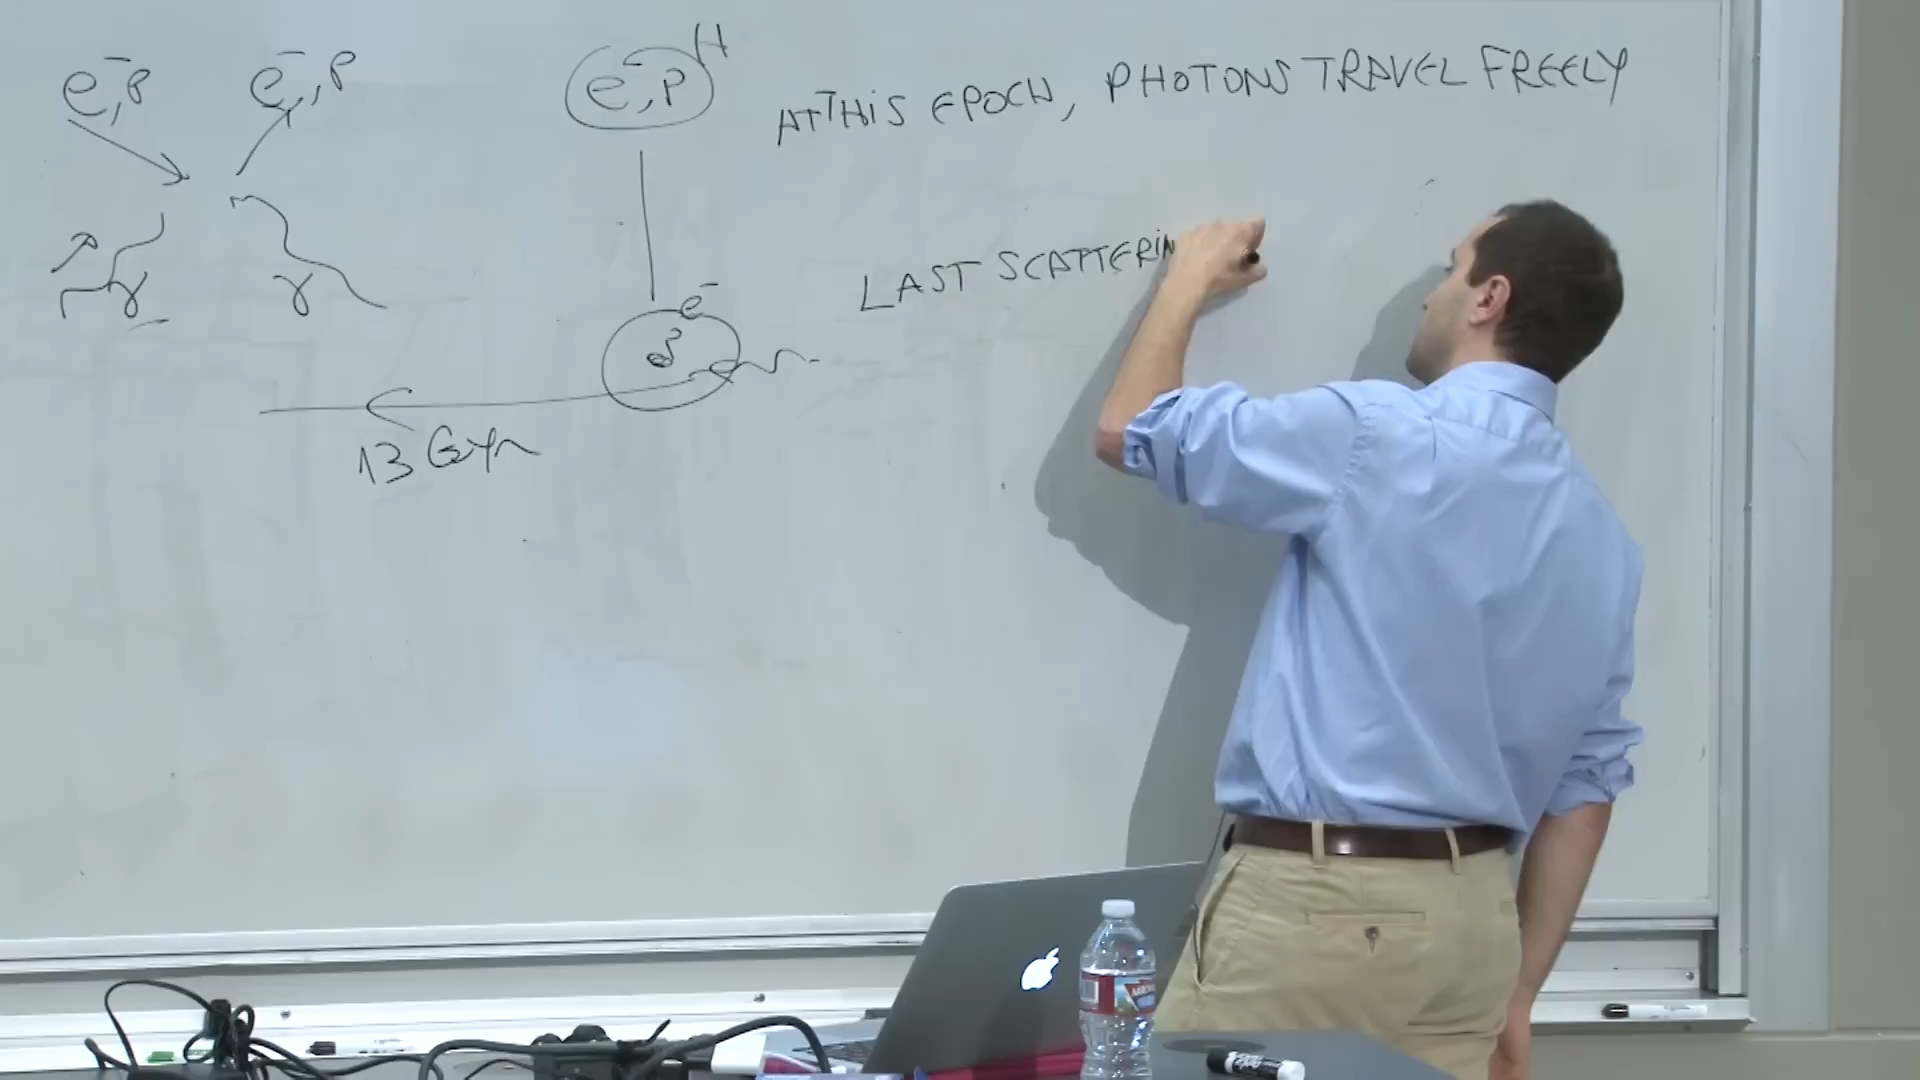 e⁻, p
e⁻, p
e⁻, p H
AT THIS EPOCH, PHOTONS TRAVEL FREELY
γ
γ
LAST SCATTERIN
e⁻
13 Gyr